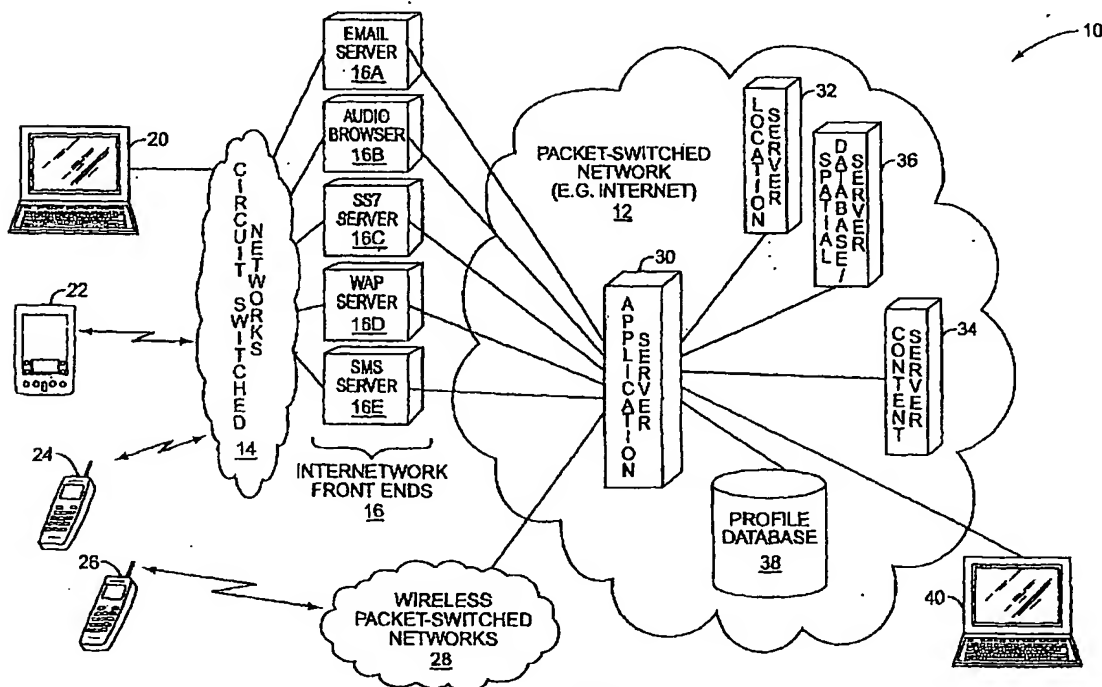 10
EMAIL
SERVER
16A
AUDIO
BROWSER
16B
SS7
SERVER
16C
WAP
SERVER
16D
SMS
SERVER
16E
INTERNETWORK
FRONT ENDS
16
20
22
24
26
CIRCUIT SWITCHED
NETWORKS
14
WIRELESS
PACKET-SWITCHED
NETWORKS
28
PACKET-SWITCHED
NETWORK
(E.G. INTERNET)
12
30
APPLICATION
SERVER
32
LOCATION
SERVER
36
SPATIAL
DATABASE/
SERVER
34
CONTENT
SERVER
PROFILE
DATABASE
38
40